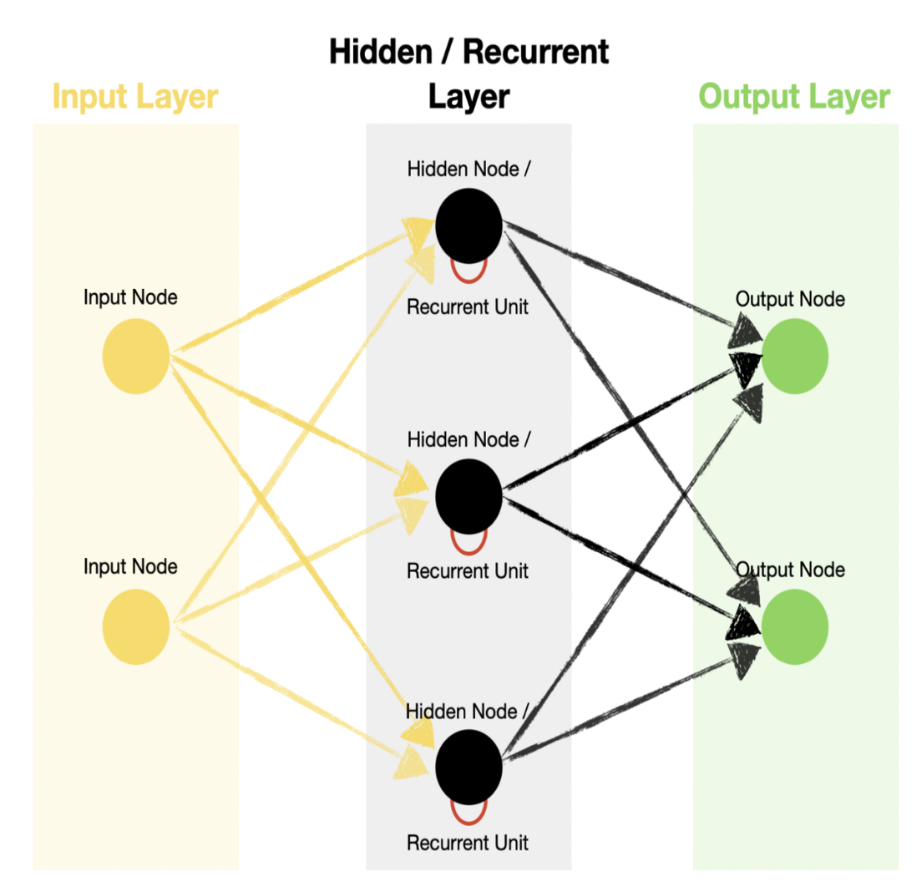 Hidden / Recurrent
Layer
Input Layer
Output Layer
Hidden Node /
Recurrent Unit
Input Node
Output Node
Hidden Node /
Recurrent Unit
Input Node
Output Node
Hidden Node /
Recurrent Unit